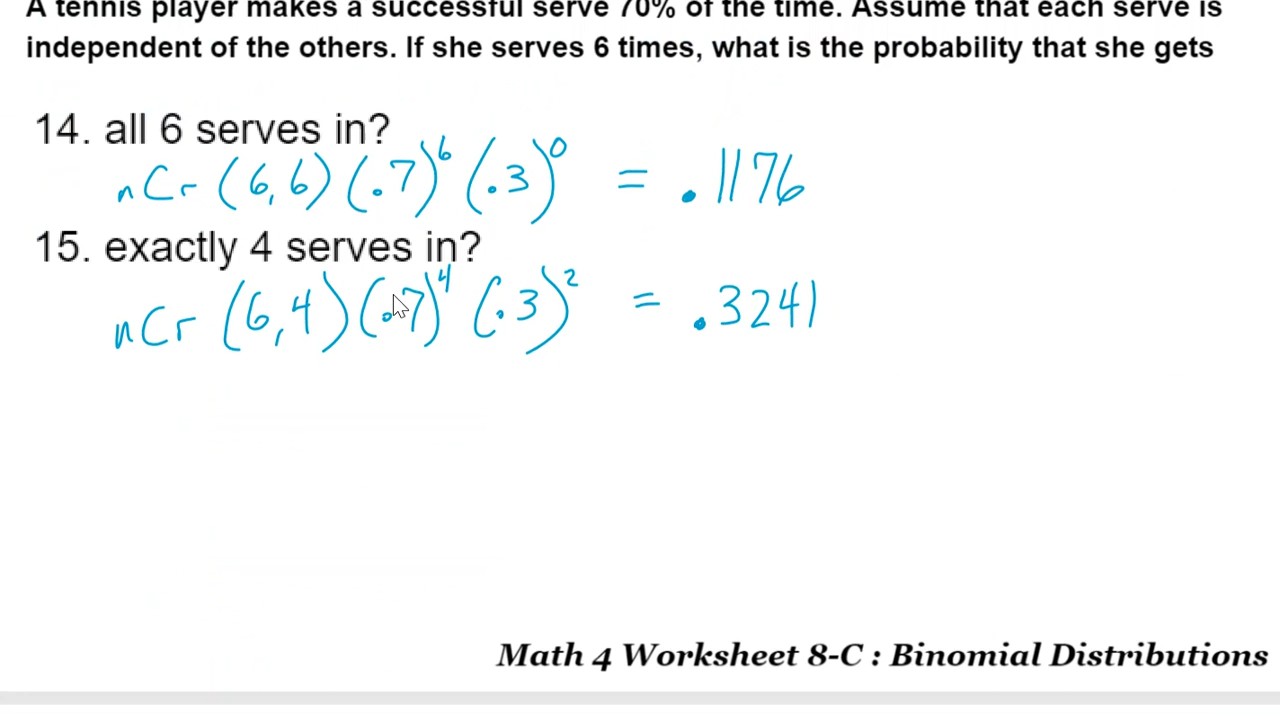 A tennis player makes a successful serve 70% of the time. Assume that each serve is
independent of the others. If she serves 6 times, what is the probability that she gets
14. all 6 serves in?
nCr (6,6) (.7)^6 (.3)^0 = .1176
15. exactly 4 serves in?
nCr (6,4) (.7)^4 (.3)^2 = .3241
Math 4 Worksheet 8-C : Binomial Distributions